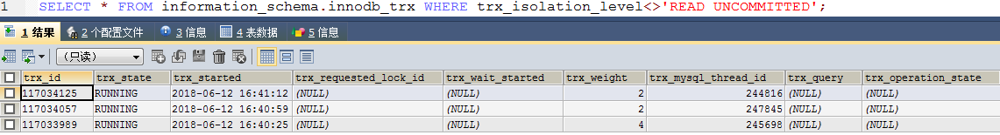 1 SELECT * FROM information_schema.innodb_trx WHERE trx_isolation_level<>'READ UNCOMMITTED';
1 结果 2 个配置文件 3 信息 4 表数据 5 信息
(只读)
trx_id trx_state trx_started trx_requested_lock_id trx_wait_started trx_weight trx_mysql_thread_id trx_query trx_operation_state
117034125 RUNNING 2018-06-12 16:41:12 (NULL) (NULL) 2 244816 (NULL) (NULL)
117034057 RUNNING 2018-06-12 16:40:59 (NULL) (NULL) 2 247845 (NULL) (NULL)
117033989 RUNNING 2018-06-12 16:40:25 (NULL) (NULL) 4 245698 (NULL) (NULL)